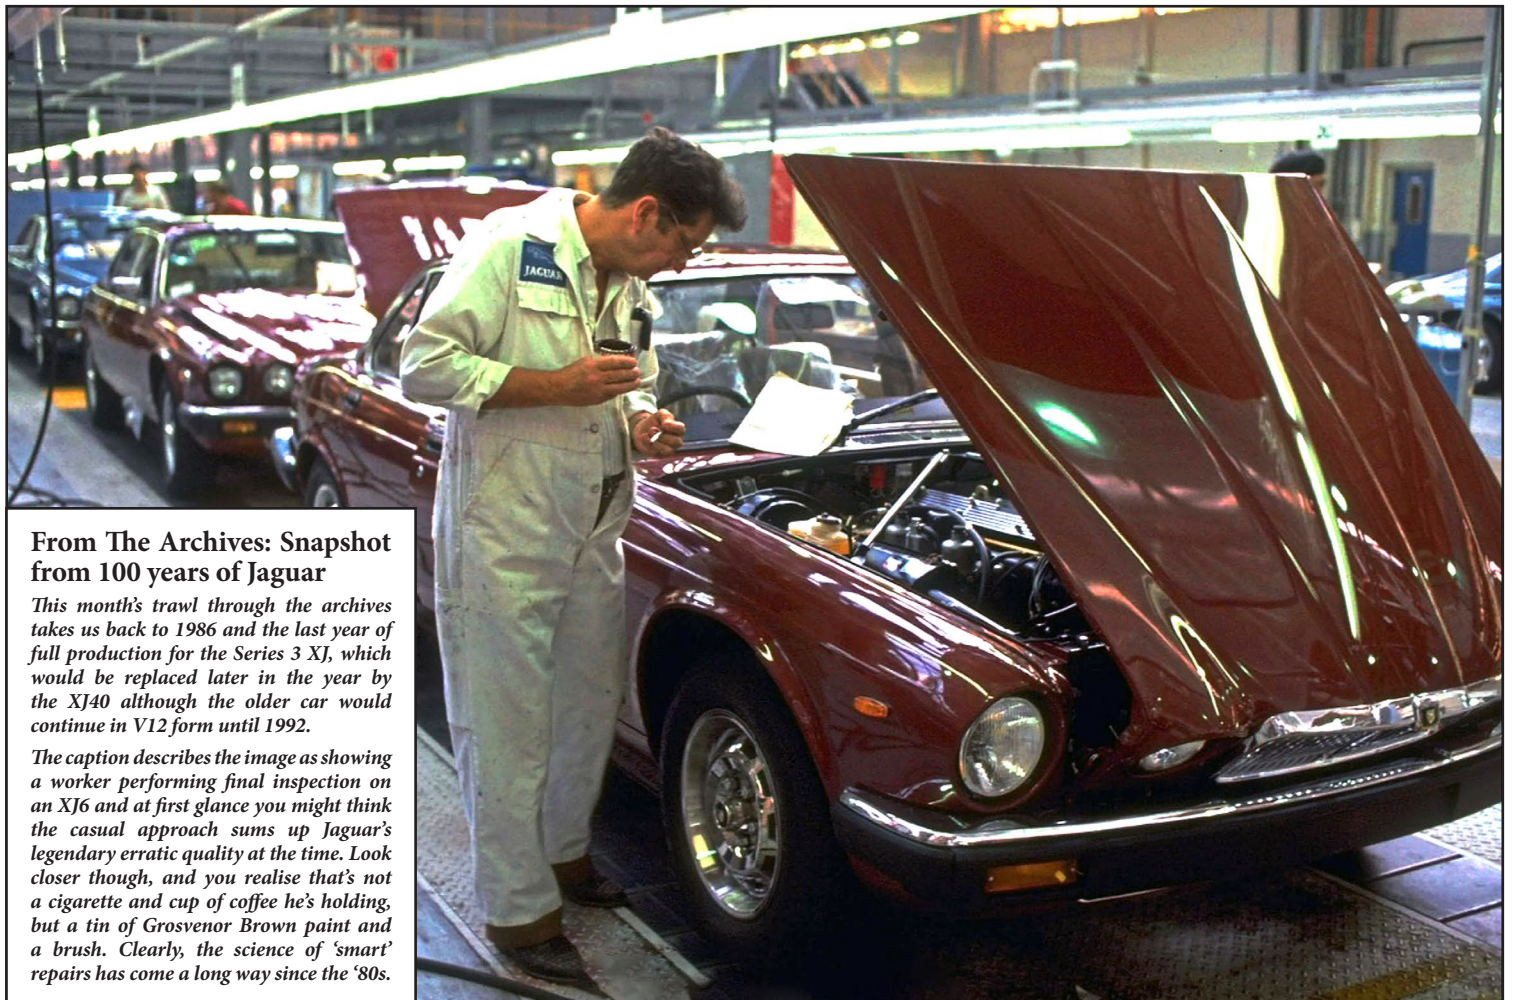 JAGUAR
From The Archives: Snapshot
from 100 years of Jaguar
This month's trawl through the archives
takes us back to 1986 and the last year of
full production for the Series 3 XJ, which
would be replaced later in the year by
the XJ40 although the older car would
continue in V12 form until 1992.
The caption describes the image as showing
a worker performing final inspection on
an XJ6 and at first glance you might think
the casual approach sums up Jaguar's
legendary erratic quality at the time. Look
closer though, and you realise that's not
a cigarette and cup of coffee he's holding,
but a tin of Grosvenor Brown paint and
a brush. Clearly, the science of ‘smart’
repairs has come a long way since the ‘80s.